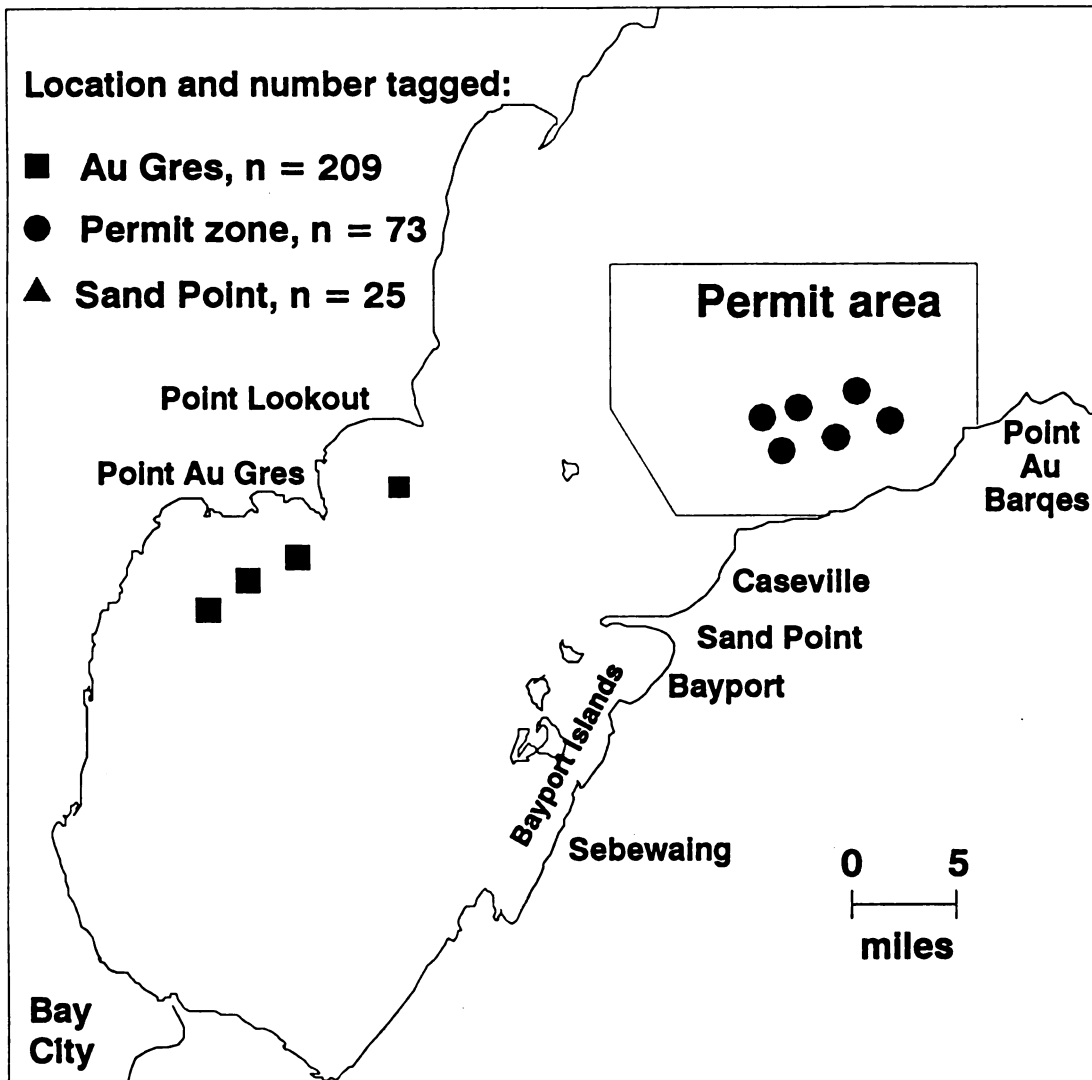 Location and number tagged:
Au Gres, n = 209
Permit zone, n = 73
Sand Point, n = 25
Permit area
Point Lookout
Point Au Gres
Point
Au
Barqes
Caseville
Sand Point
Bayport
Bayport Islands
Sebewaing
0 5
miles
Bay
City